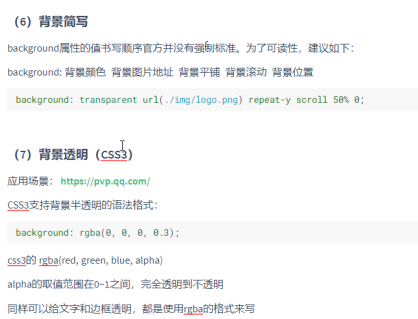 （6）背景简写
background属性的值书写顺序官方并没有强制标准。为了可读性，建议如下：
background: 背景颜色 背景图片地址 背景平铺 背景滚动 背景位置
background: transparent url(./img/logo.png) repeat-y scroll 50% 0;
（7）背景透明（CSS3）
应用场景： https://pvp.qq.com/
CSS3支持背景半透明的语法格式：
background: rgba(0, 0, 0, 0.3);
css3的 rgba(red, green, blue, alpha)
alpha的取值范围在0~1之间，完全透明到不透明
同样可以给文字和边框透明，都是使用rgba的格式来写